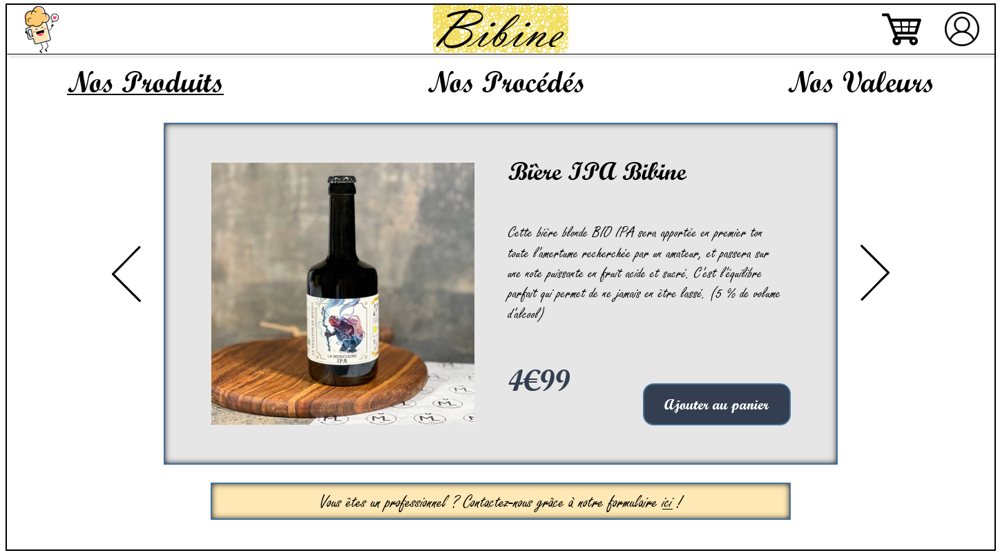 Bibine
Nos Produits
Nos Procédés
Nos Valeurs
Bière IPA Bibine
Cette bière blonde BIO IPA sera apportée en premier ton
toute l'amertume recherchée par un amateur, et passera sur
une note puissante en fruit acide et sucré. C'est l'équilibre
parfait qui permet de ne jamais en être lassé. (5 % de volume
d'alcool)
LE VEILLEUR DE BIÈRES
LA MURETAINE
IPA
ML
ML
ML
4€99
Ajouter au panier
Vous êtes un professionnel ? Contactez-nous grâce à notre formulaire ici !